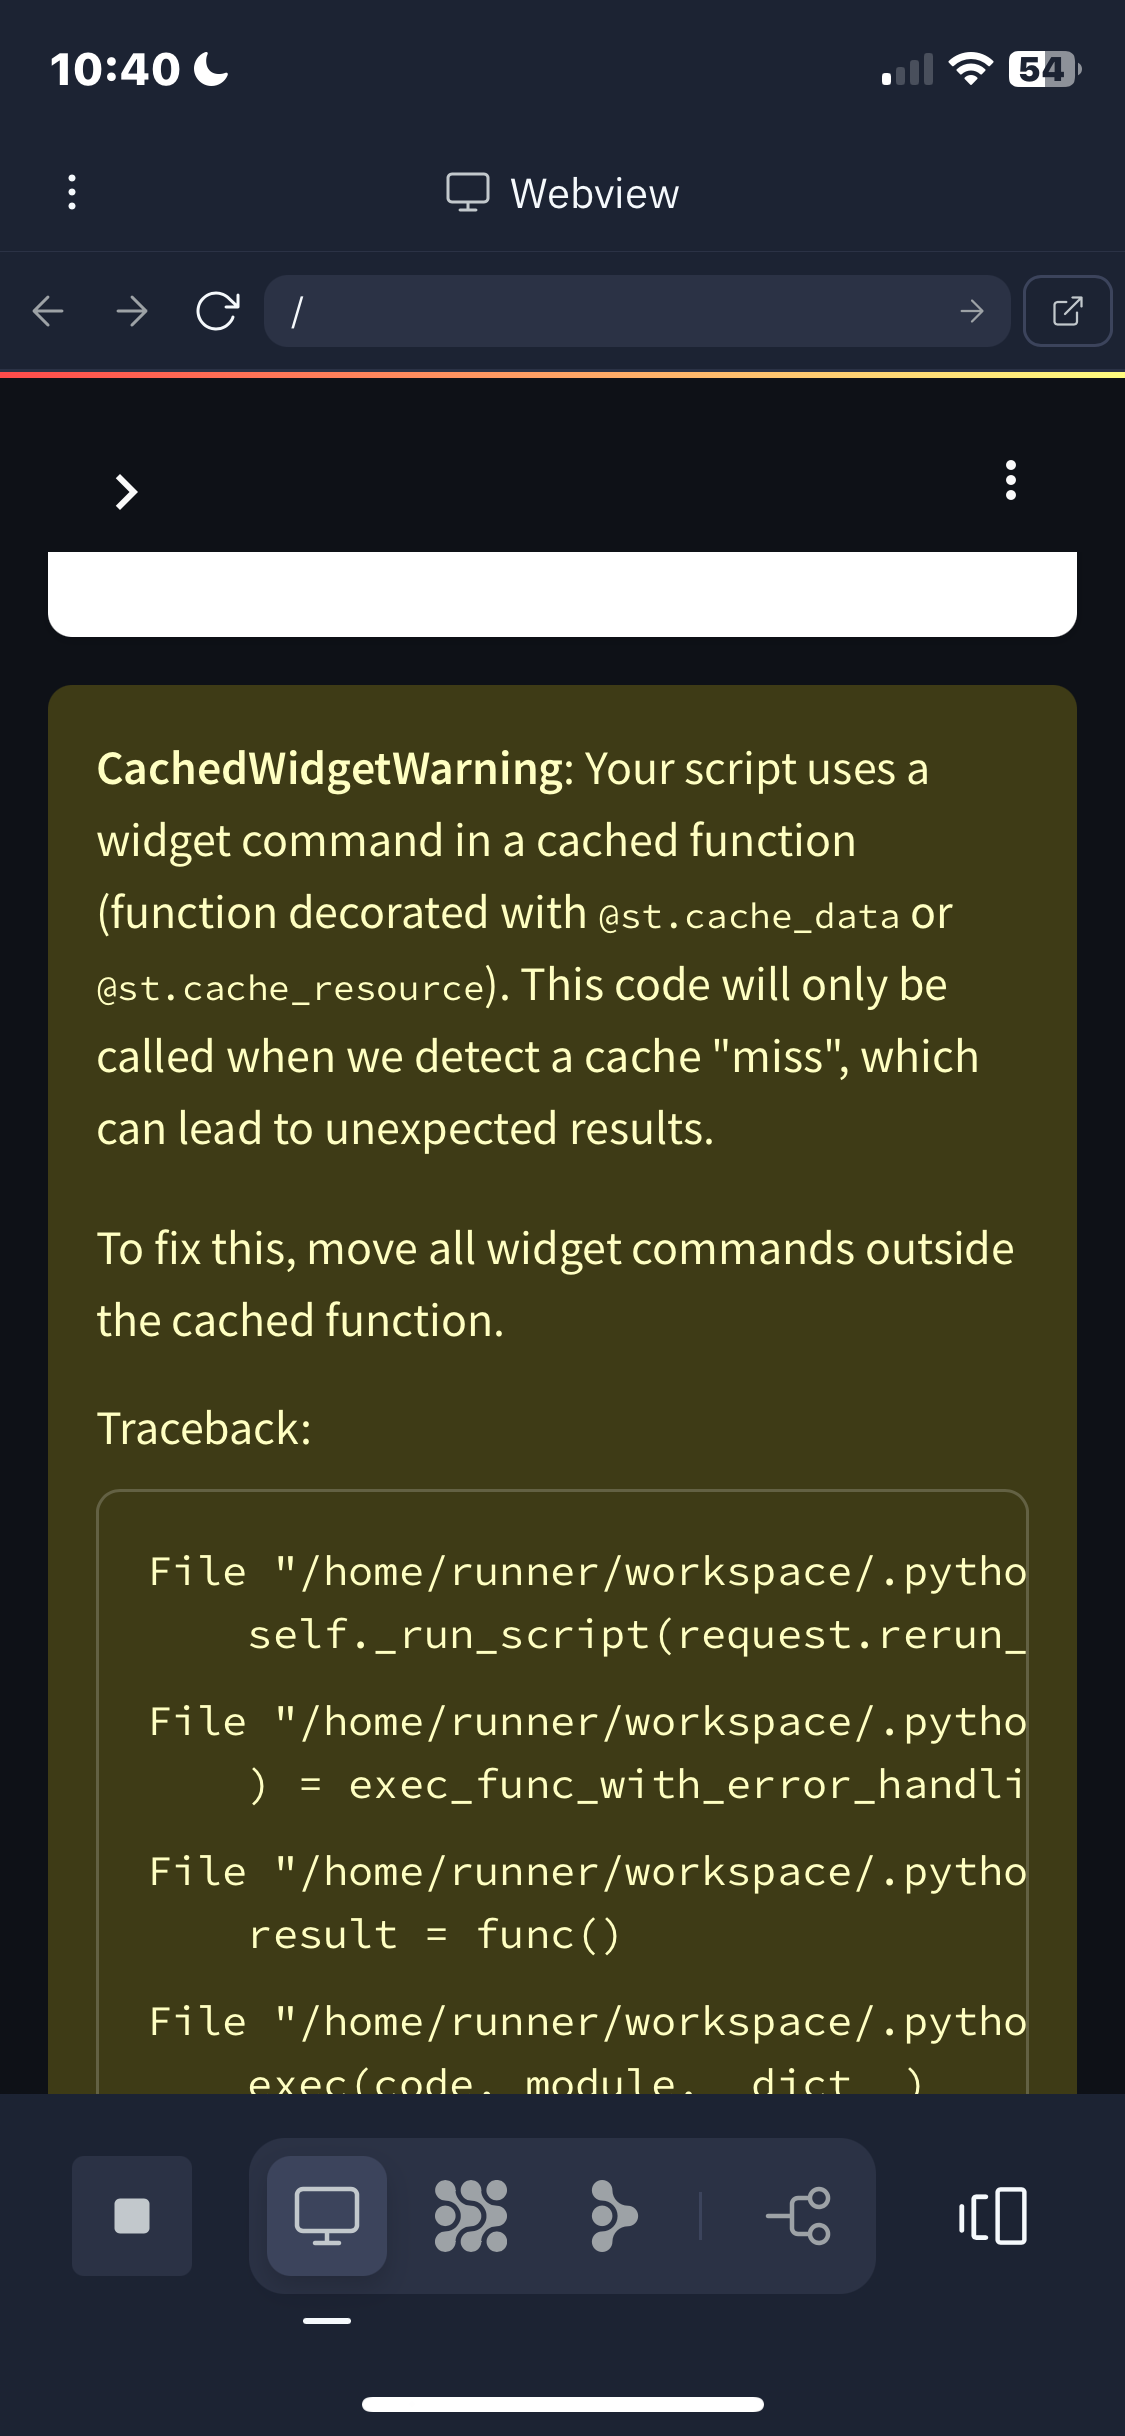 10:40
54
Webview
/
CachedWidgetWarning: Your script uses a
widget command in a cached function
(function decorated with @st.cache_data or
@st.cache_resource). This code will only be
called when we detect a cache "miss", which
can lead to unexpected results.
To fix this, move all widget commands outside
the cached function.
Traceback:
File "/home/runner/workspace/.pytho
self._run_script(request.rerun_
File "/home/runner/workspace/.pytho
) = exec_func_with_error_handli
File "/home/runner/workspace/.pytho
result = func()
File "/home/runner/workspace/.pytho
exec(code, module.__dict__)